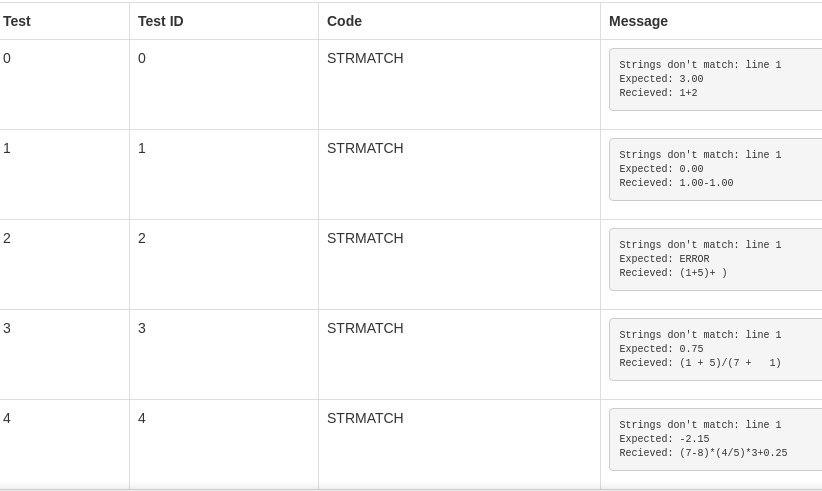 Test Test ID Code Message
0 0 STRMATCH Strings don't match: line 1
Expected: 3.00
Recieved: 1+2
1 1 STRMATCH Strings don't match: line 1
Expected: 0.00
Recieved: 1.00-1.00
2 2 STRMATCH Strings don't match: line 1
Expected: ERROR
Recieved: (1+5)+ )
3 3 STRMATCH Strings don't match: line 1
Expected: 0.75
Recieved: (1 + 5)/(7 +   1)
4 4 STRMATCH Strings don't match: line 1
Expected: -2.15
Recieved: (7-8)*(4/5)*3+0.25